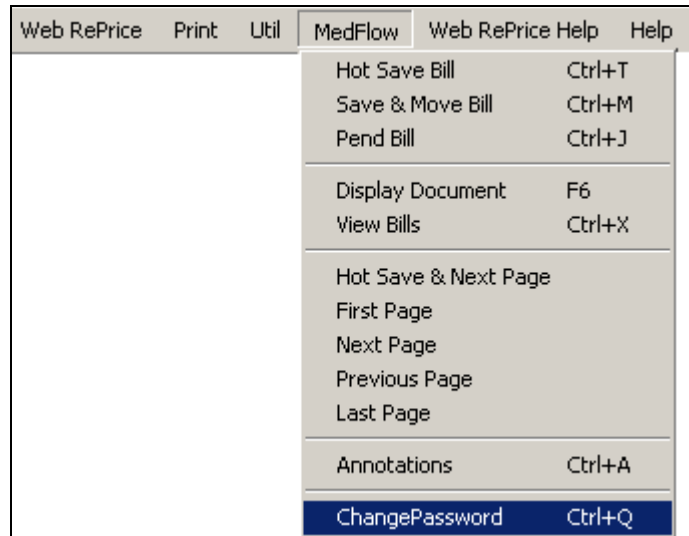 Web RePrice Print Util MedFlow Web RePrice Help Help
Hot Save Bill Ctrl+T
Save & Move Bill Ctrl+M
Pend Bill Ctrl+J
Display Document F6
View Bills Ctrl+X
Hot Save & Next Page
First Page
Next Page
Previous Page
Last Page
Annotations Ctrl+A
ChangePassword Ctrl+Q